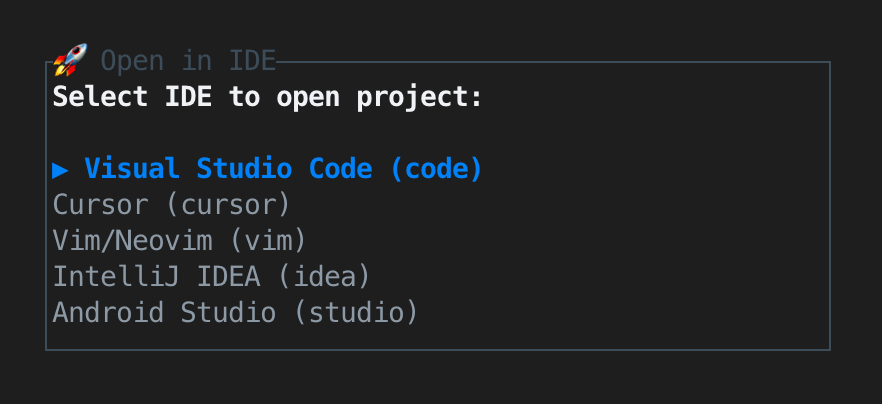 🚀 Open in IDE
Select IDE to open project:
▶ Visual Studio Code (code)
Cursor (cursor)
Vim/Neovim (vim)
IntelliJ IDEA (idea)
Android Studio (studio)